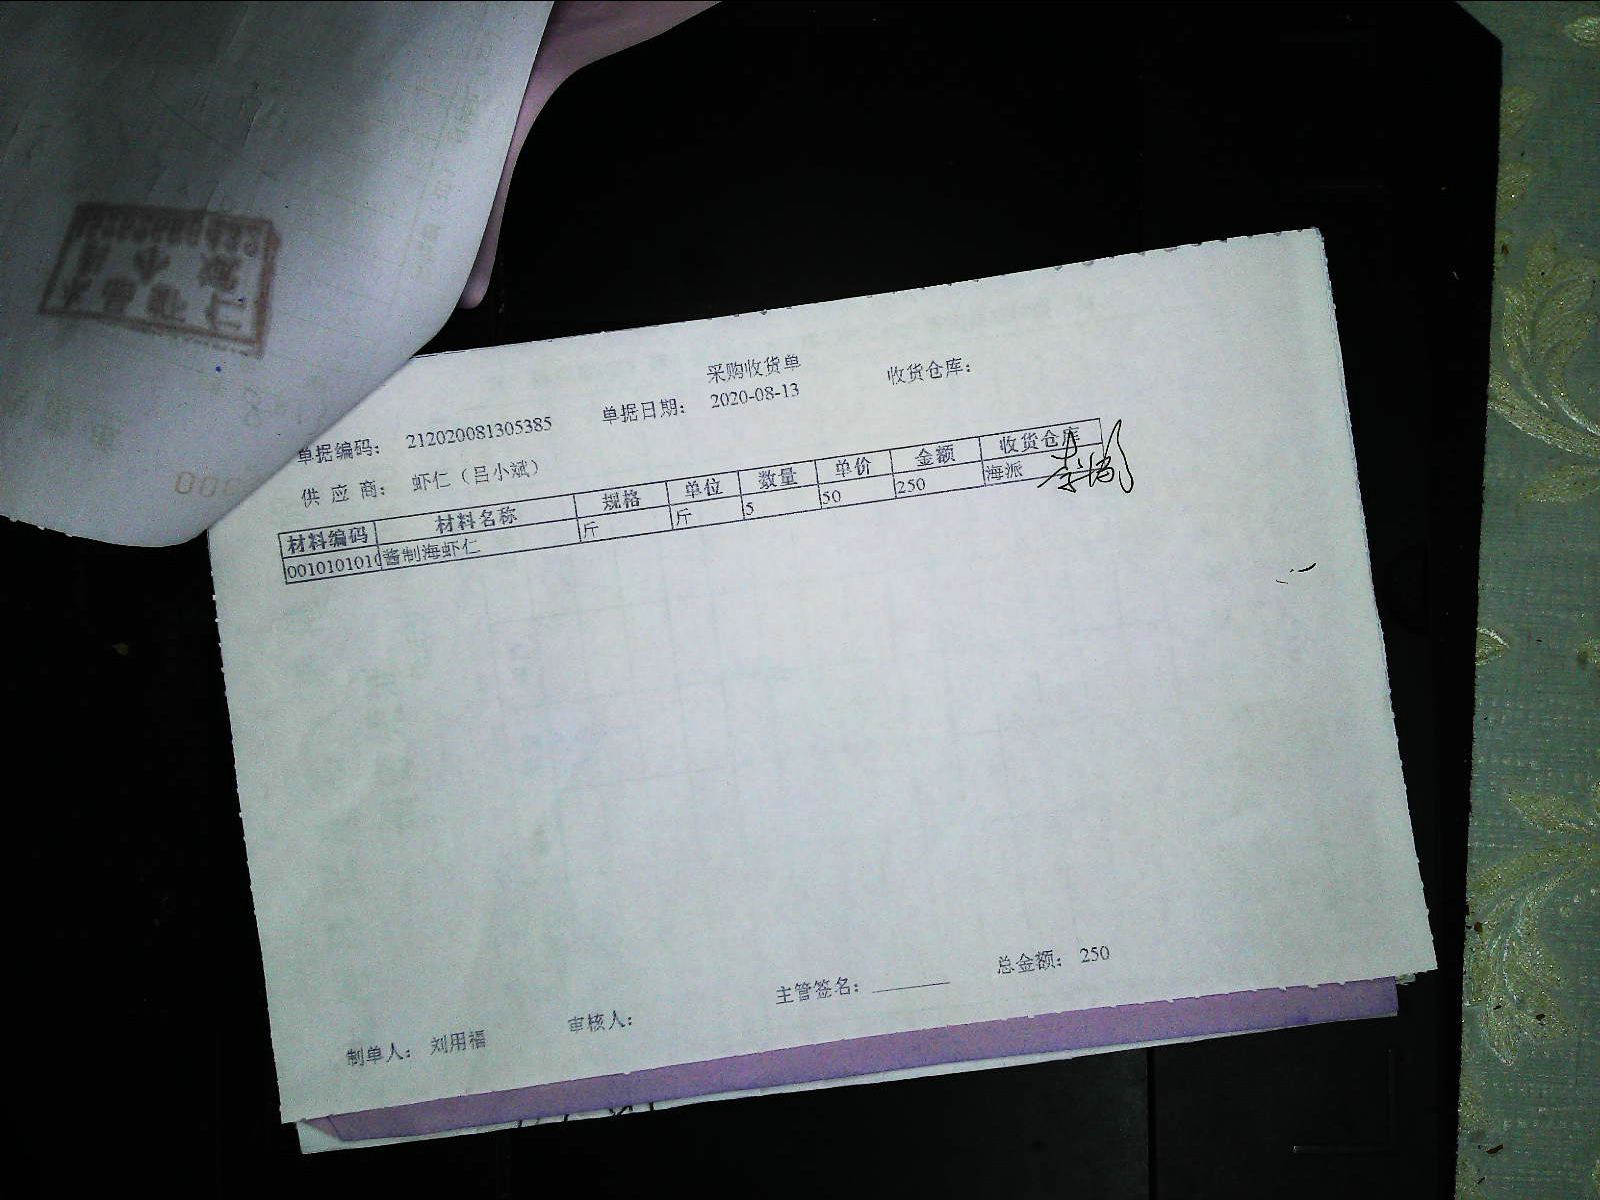 采购收货单
单据编码： 212020081305385 单据日期： 2020-08-13 收货仓库：
供 应 商： 虾仁（吕小斌）
材料编码 材料名称 规格 单位 数量 单价 金额 收货仓库
0010101010 酱制海虾仁 斤 斤 5 50 250 海派
总金额： 250
主管签名：
制单人： 刘用福 审核人：